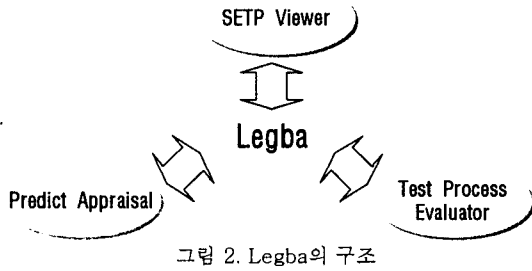 SETP Viewer
Legba
Predict Appraisal
Test Process
Evaluator
그림 2. Legba의 구조